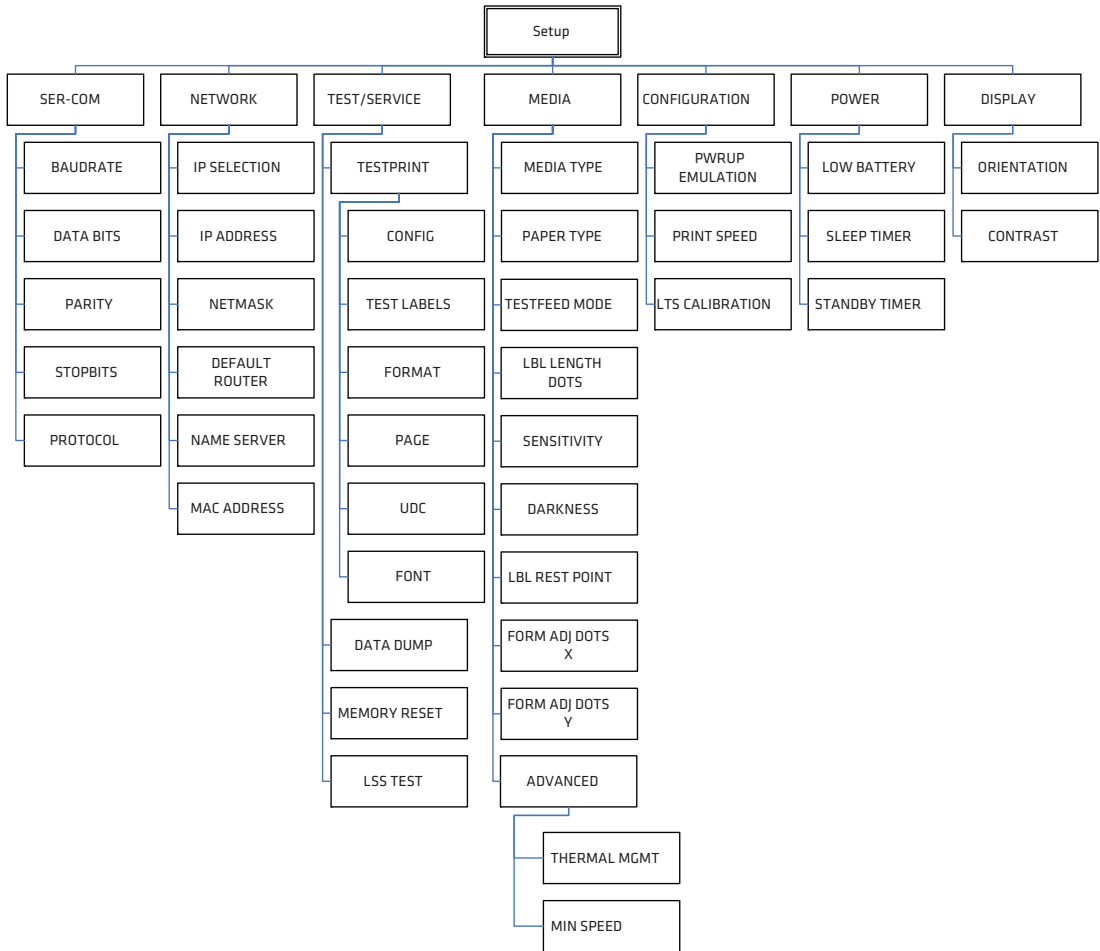 Setup
SER-COM
NETWORK
TEST/SERVICE
MEDIA
CONFIGURATION
POWER
DISPLAY
BAUDRATE
DATA BITS
PARITY
STOPBITS
PROTOCOL
IP SELECTION
IP ADDRESS
NETMASK
DEFAULT
ROUTER
NAME SERVER
MAC ADDRESS
TESTPRINT
CONFIG
TEST LABELS
FORMAT
PAGE
UDC
FONT
DATA DUMP
MEMORY RESET
LSS TEST
MEDIA TYPE
PAPER TYPE
TESTFEED MODE
LBL LENGTH
DOTS
SENSITIVITY
DARKNESS
LBL REST POINT
FORM ADJ DOTS
X
FORM ADJ DOTS
Y
ADVANCED
THERMAL MGMT
MIN SPEED
PWRUP
EMULATION
PRINT SPEED
LTS CALIBRATION
LOW BATTERY
SLEEP TIMER
STANDBY TIMER
ORIENTATION
CONTRAST